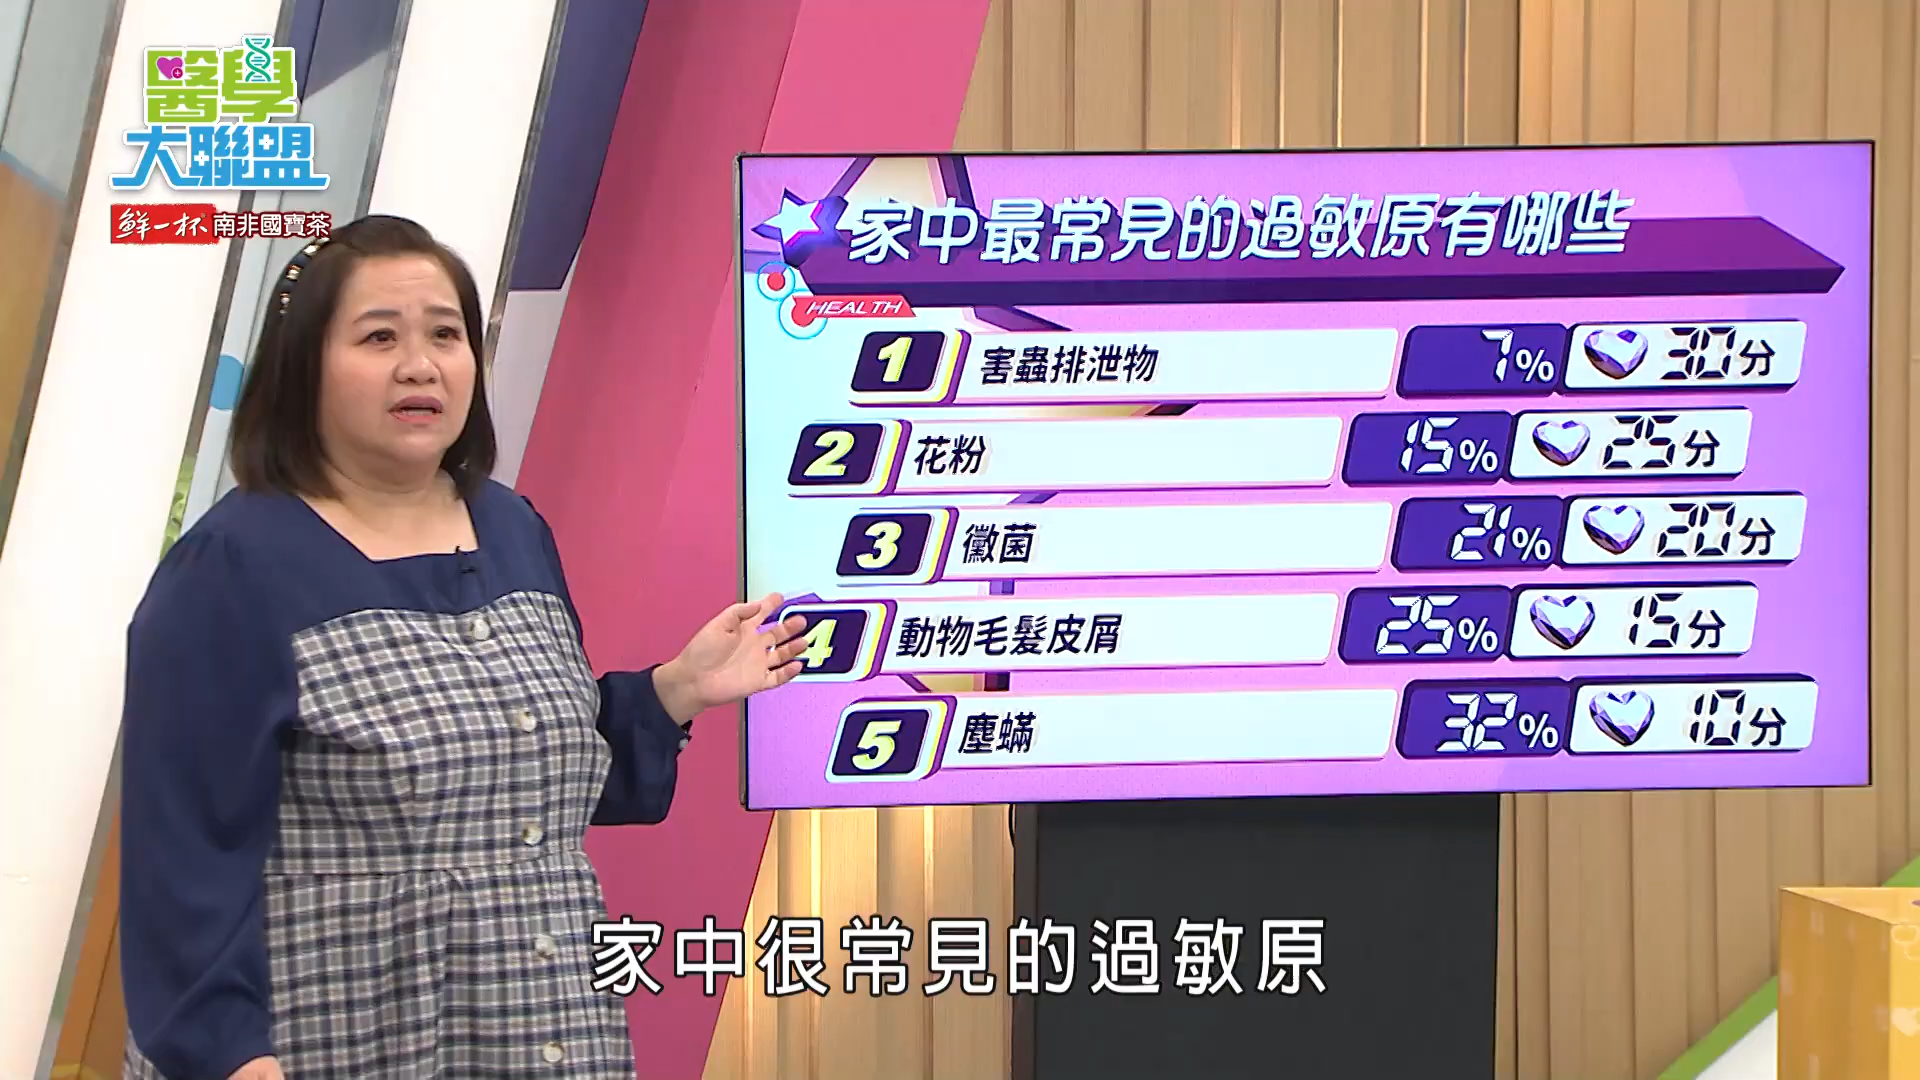 醫學
大聯盟
鮮一杯 南非國寶茶
家中最常見的過敏原有哪些
HEALTH
1 害蟲排泄物 7% 30分
2 花粉 15% 25分
3 黴菌 21% 20分
4 動物毛髮皮屑 25% 15分
5 塵蟎 32% 10分
家中很常見的過敏原